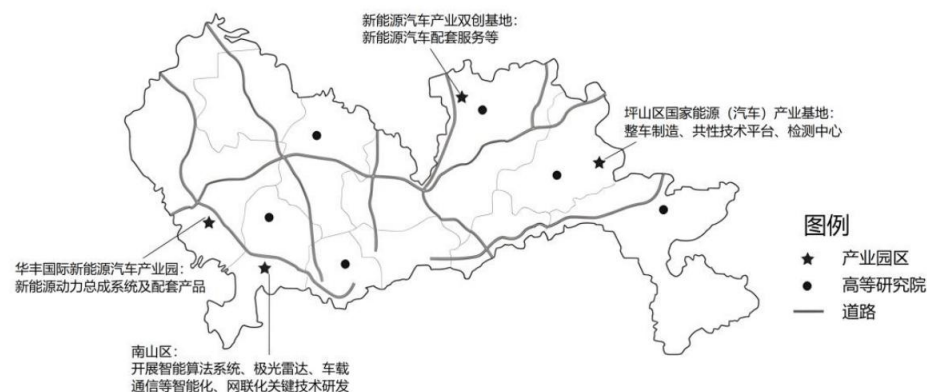 新能源汽车产业双创基地：
新能源汽车配套服务等
坪山区国家能源（汽车）产业基地：
整车制造、共性技术平台、检测中心
华丰国际新能源汽车产业园：
新能源动力总成系统及配套产品
南山区：
开展智能算法系统、极光雷达、车载
通信等智能化、网联化关键技术研发
图例
产业园区
高等研究院
道路